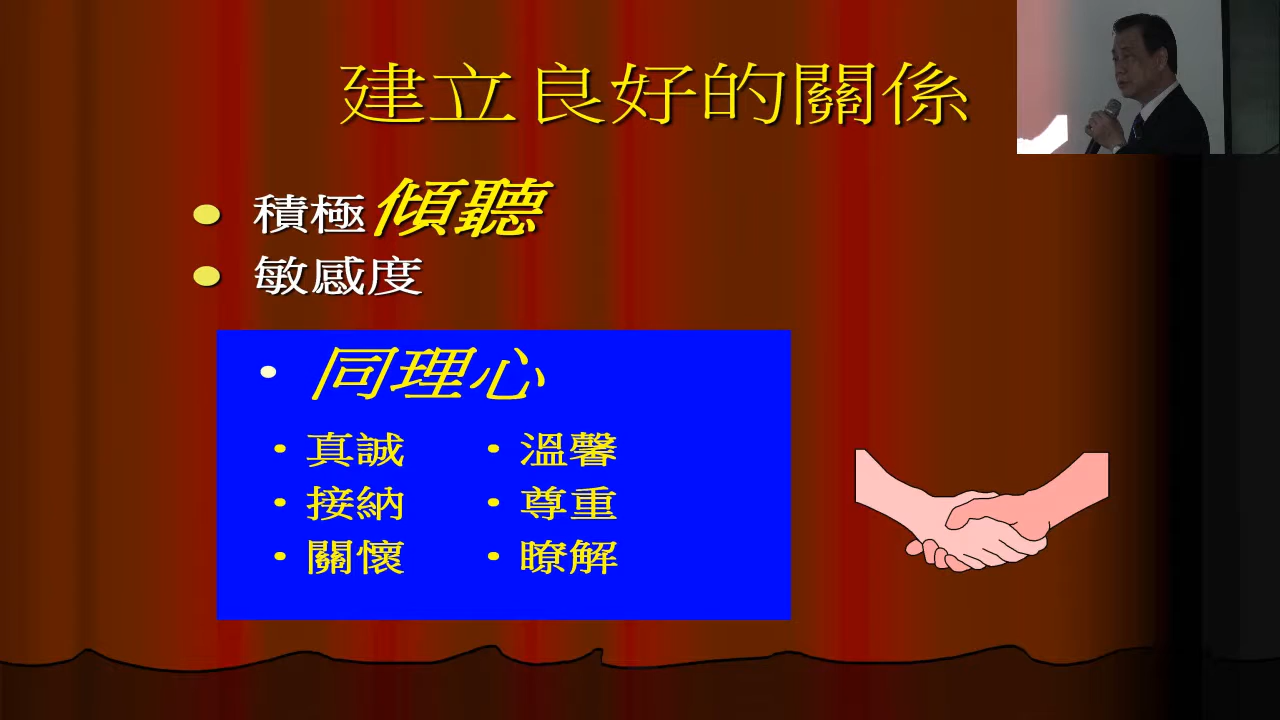 建立良好的關係
積極傾聽
敏感度
同理心
真誠
溫馨
接納
尊重
關懷
瞭解